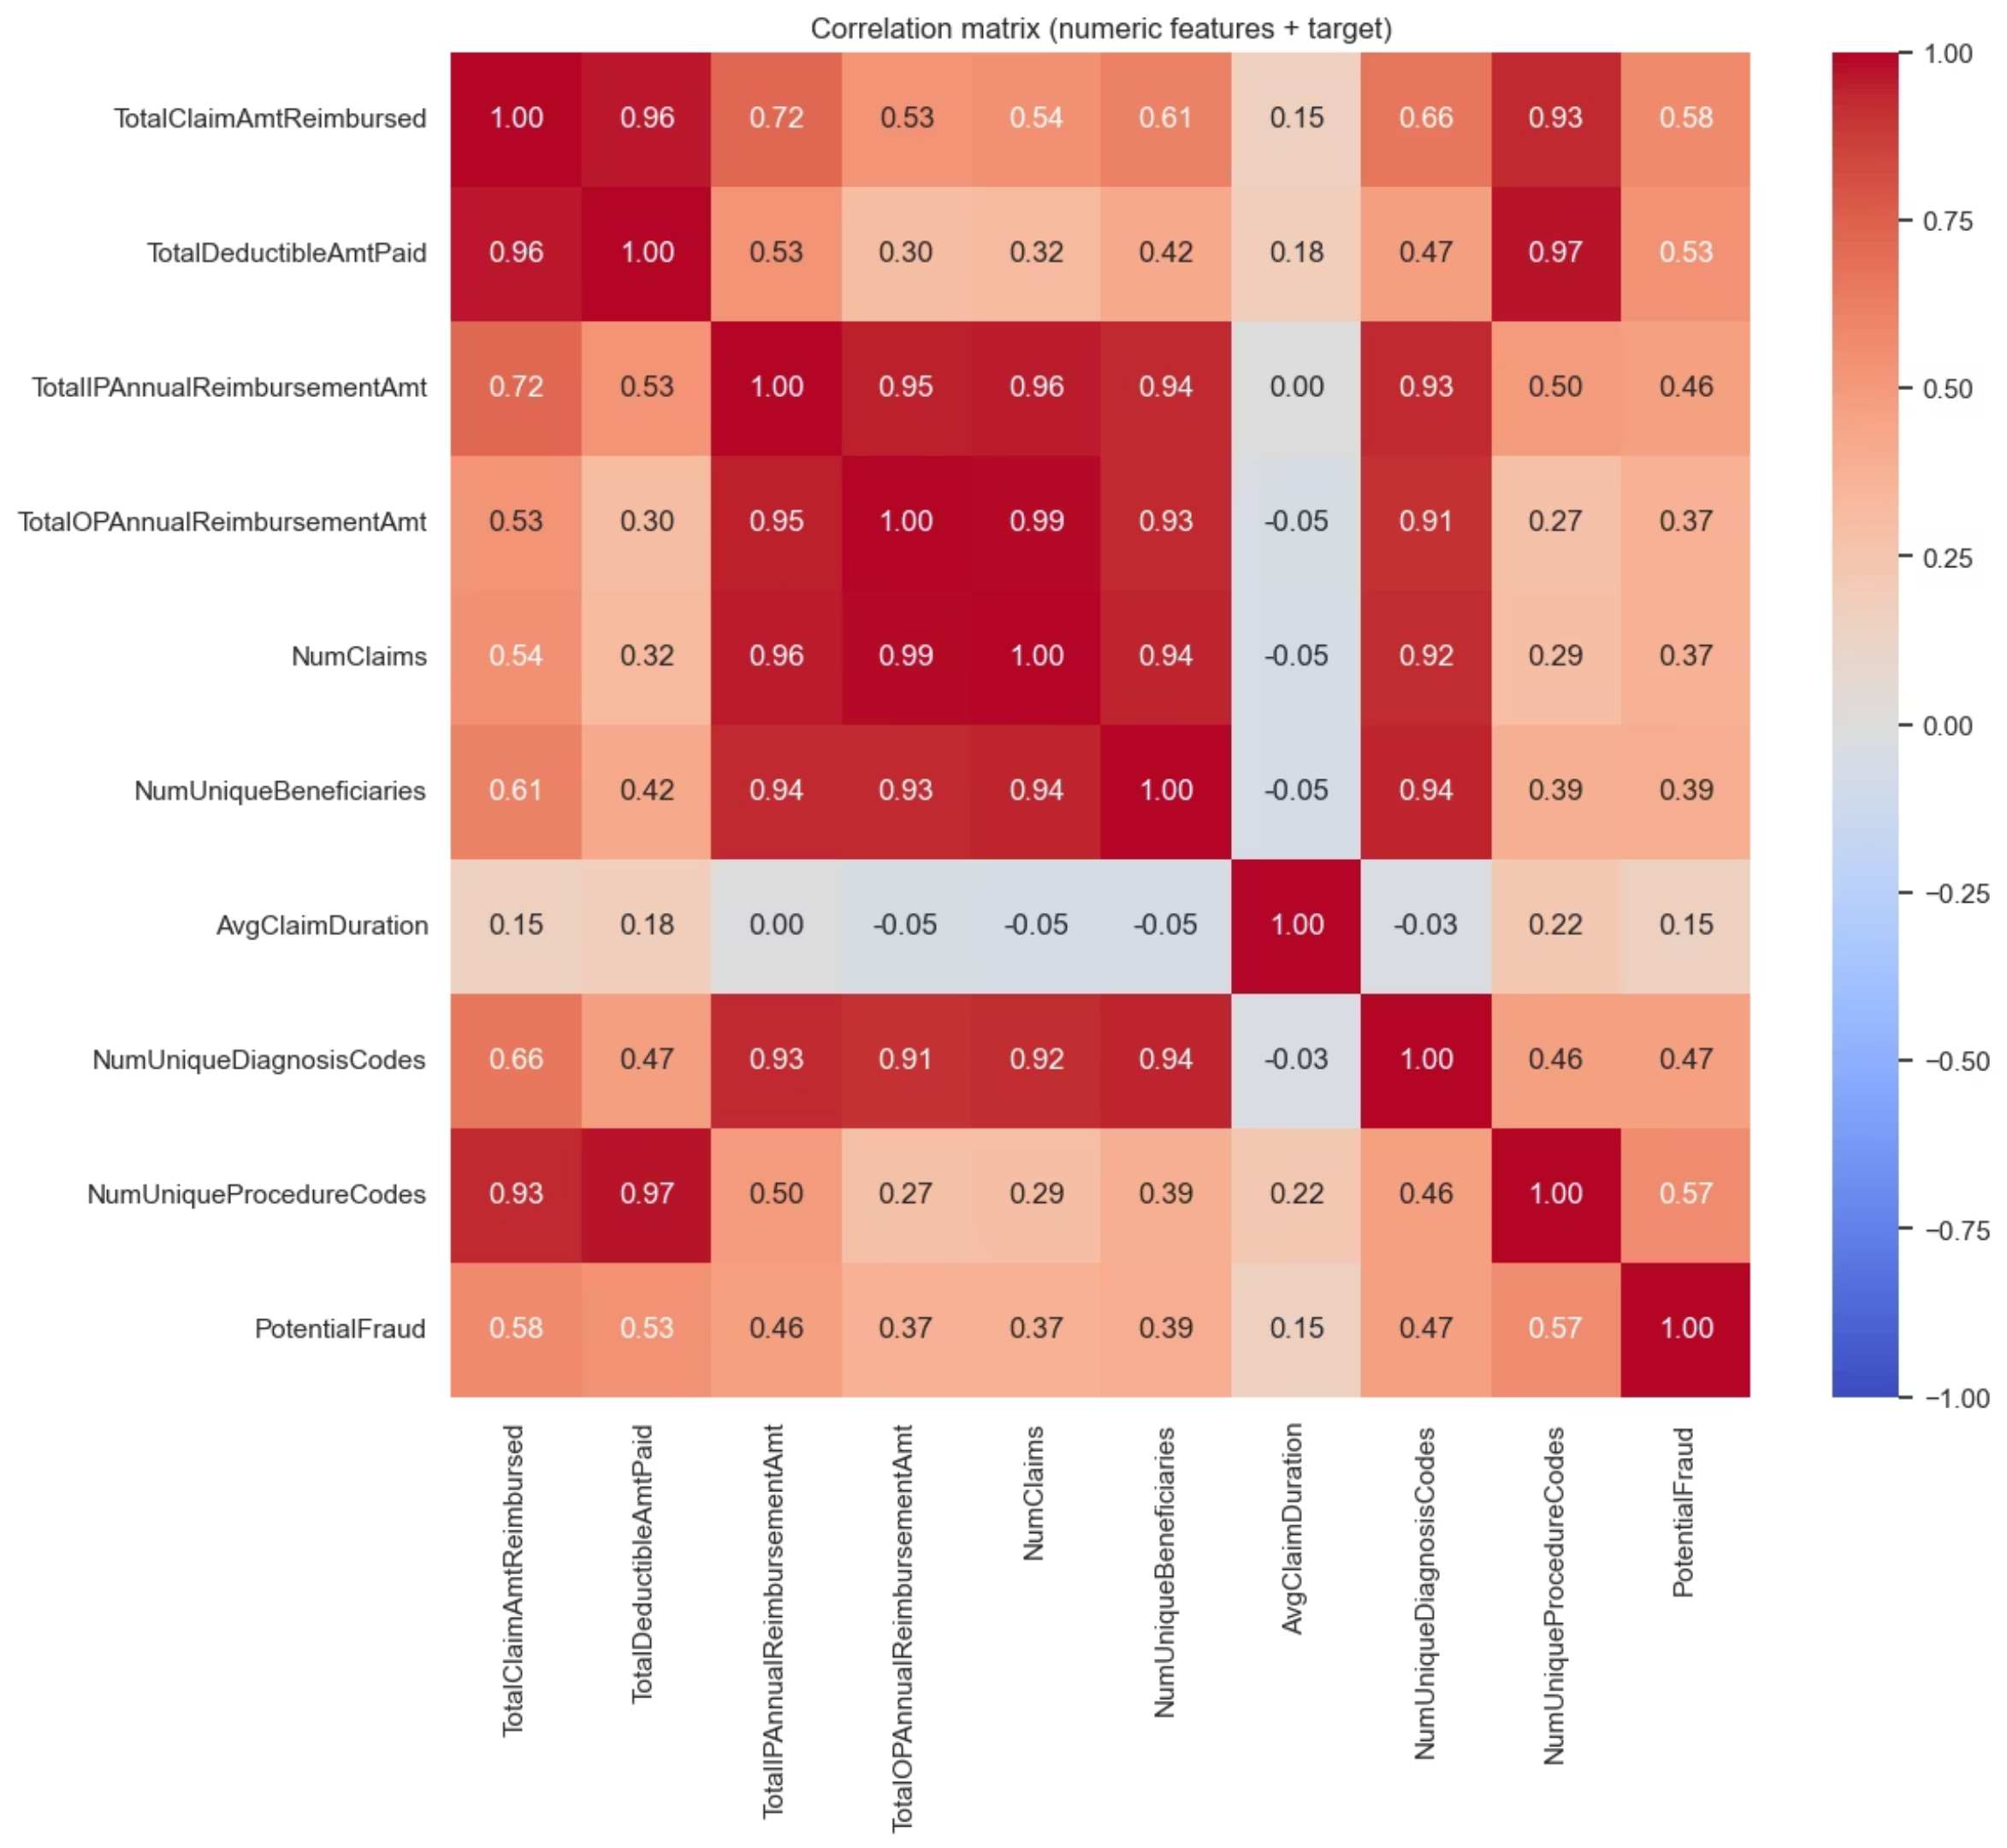 Correlation matrix (numeric features + target)
TotalClaimAmtReimbursed 1.00 0.96 0.72 0.53 0.54 0.61 0.15 0.66 0.93 0.58
TotalDeductibleAmtPaid 0.96 1.00 0.53 0.30 0.32 0.42 0.18 0.47 0.97 0.53
TotalIPAnnualReimbursementAmt 0.72 0.53 1.00 0.95 0.96 0.94 0.00 0.93 0.50 0.46
TotalOPAnnualReimbursementAmt 0.53 0.30 0.95 1.00 0.99 0.93 -0.05 0.91 0.27 0.37
NumClaims 0.54 0.32 0.96 0.99 1.00 0.94 -0.05 0.92 0.29 0.37
NumUniqueBeneficiaries 0.61 0.42 0.94 0.93 0.94 1.00 -0.05 0.94 0.39 0.39
AvgClaimDuration 0.15 0.18 0.00 -0.05 -0.05 -0.05 1.00 -0.03 0.22 0.15
NumUniqueDiagnosisCodes 0.66 0.47 0.93 0.91 0.92 0.94 -0.03 1.00 0.46 0.47
NumUniqueProcedureCodes 0.93 0.97 0.50 0.27 0.29 0.39 0.22 0.46 1.00 0.57
PotentialFraud 0.58 0.53 0.46 0.37 0.37 0.39 0.15 0.47 0.57 1.00
TotalClaimAmtReimbursed
TotalDeductibleAmtPaid
TotalIPAnnualReimbursementAmt
TotalOPAnnualReimbursementAmt
NumClaims
NumUniqueBeneficiaries
AvgClaimDuration
NumUniqueDiagnosisCodes
NumUniqueProcedureCodes
PotentialFraud
1.00
0.75
0.50
0.25
0.00
−0.25
−0.50
−0.75
−1.00